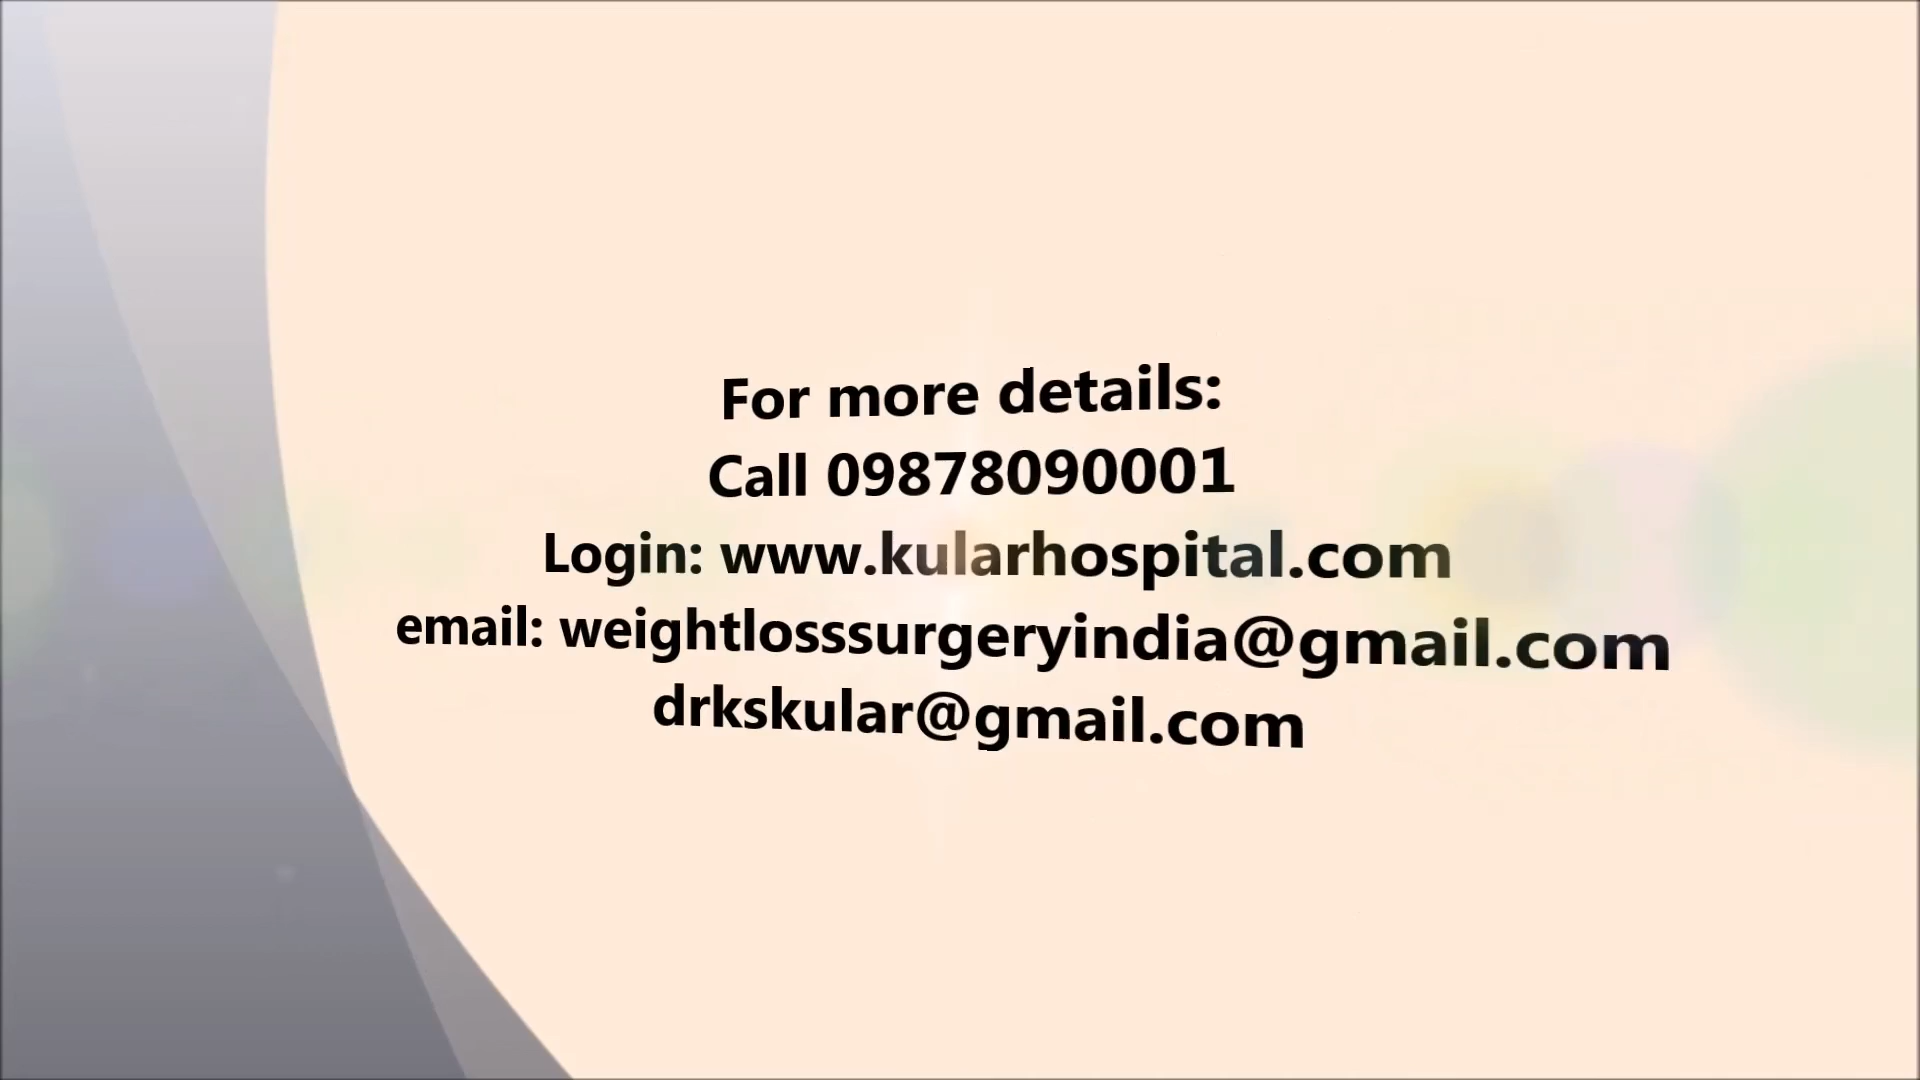 For more details:
Call 09878090001
Login: www.kularhospital.com
email: weightlosssurgeryindia@gmail.com
drkskular@gmail.com